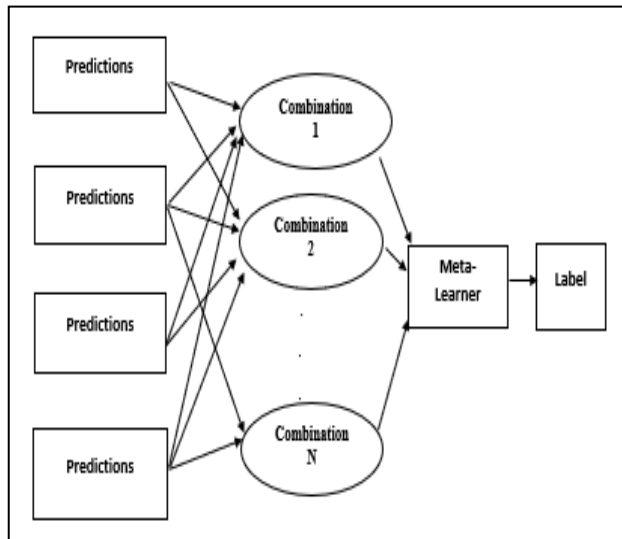 Predictions
Predictions
Predictions
Predictions
Combination
1
Combination
2
.
.
.
Combination
N
Meta-
Learner
Label